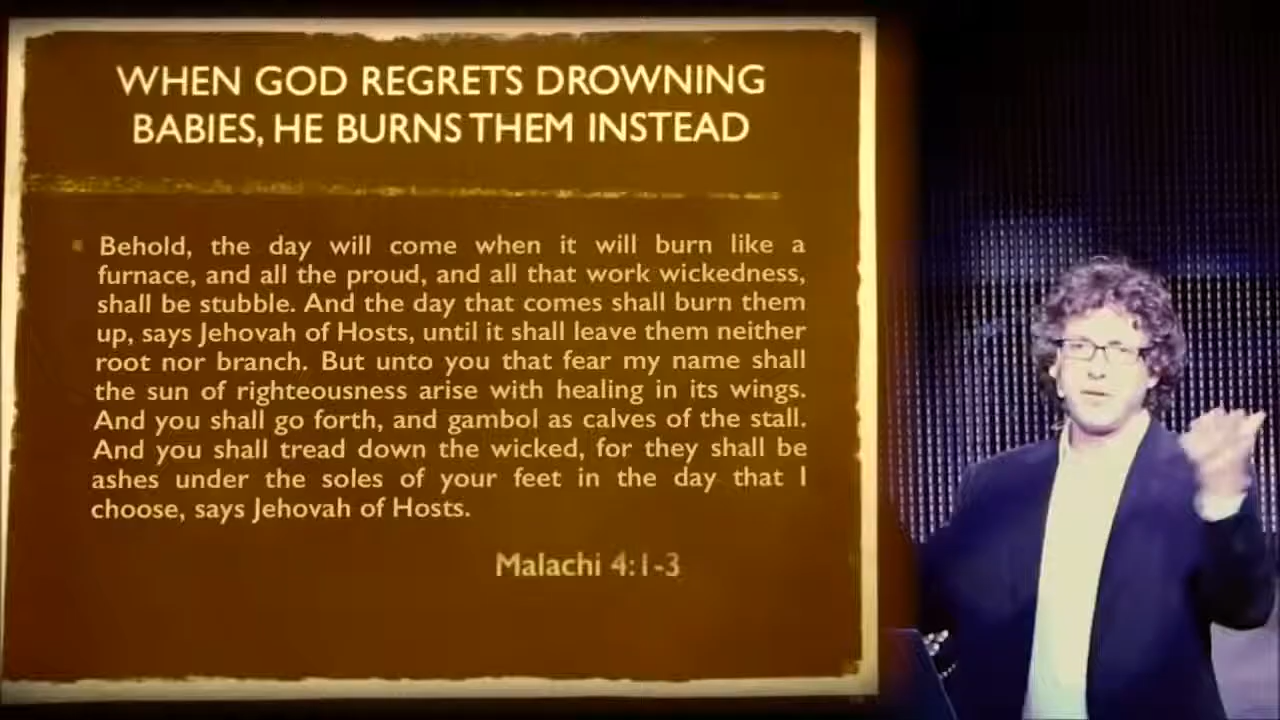 WHEN GOD REGRETS DROWNING
BABIES, HE BURNS THEM INSTEAD
Behold, the day will come when it will burn like a
furnace, and all the proud, and all that work wickedness,
shall be stubble. And the day that comes shall burn them
up, says Jehovah of Hosts, until it shall leave them neither
root nor branch. But unto you that fear my name shall
the sun of righteousness arise with healing in its wings.
And you shall go forth, and gambol as calves of the stall.
And you shall tread down the wicked, for they shall be
ashes under the soles of your feet in the day that I
choose, says Jehovah of Hosts.
Malachi 4:1-3